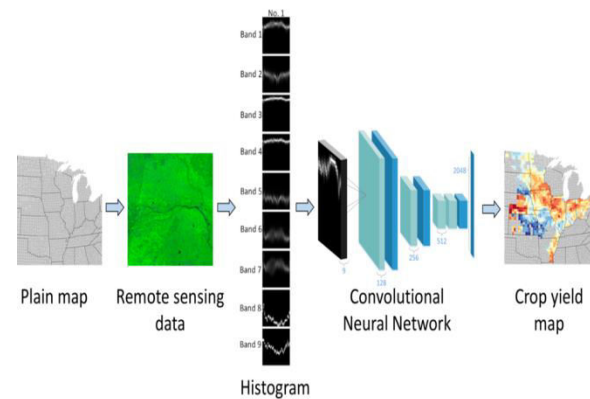 No. 1
Band 1
Band 2
Band 3
Band 4
Band 5
Band 6
Band 7
Band 8
Band 9
9
128
256
512
2048
Plain map
Remote sensing
data
Histogram
Convolutional
Neural Network
Crop yield
map